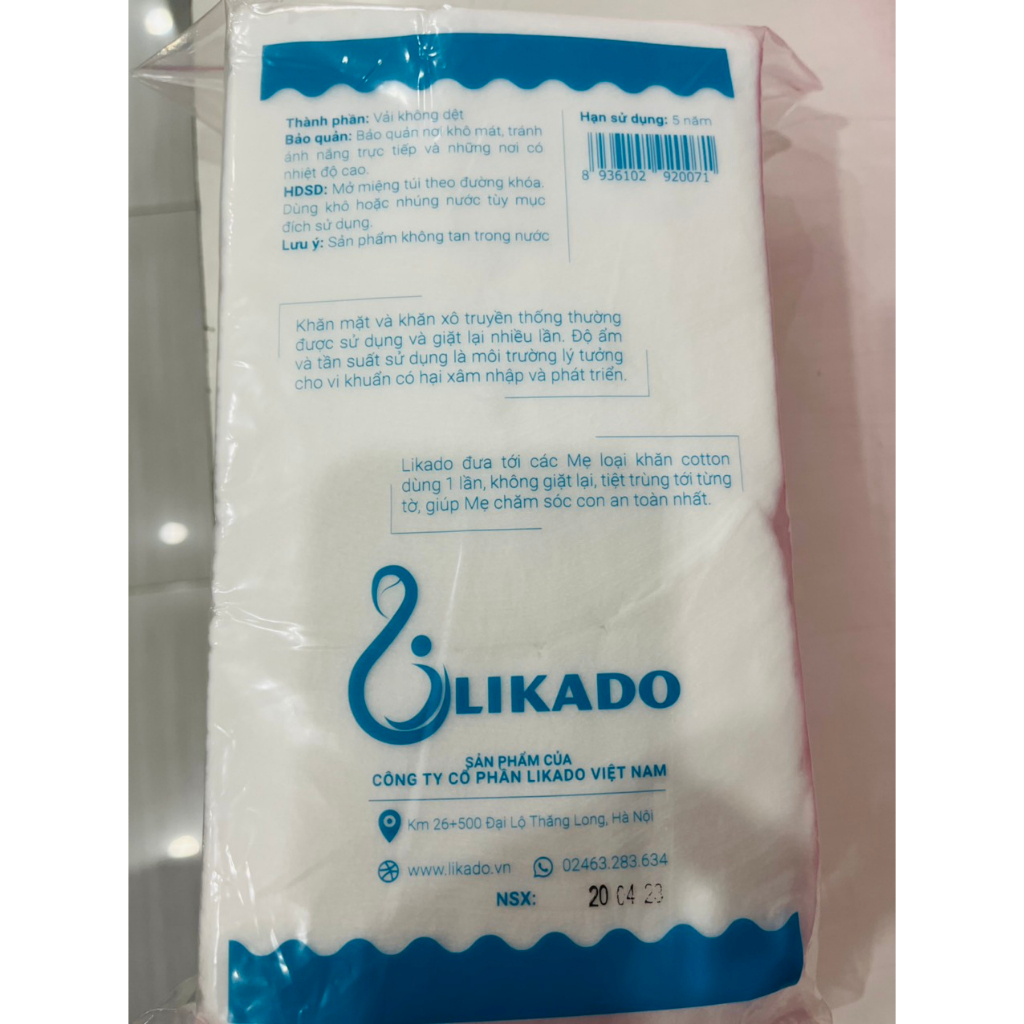 Thành phần: Vải không dệt
Bảo quản: Bảo quản nơi khô mát, tránh
ánh nắng trực tiếp và những nơi có
nhiệt độ cao.
HDSD: Mở miệng túi theo đường khóa.
Dùng khô hoặc nhúng nước tùy mục
đích sử dụng.
Lưu ý: Sản phẩm không tan trong nước
Hạn sử dụng: 5 năm
8 936102 920071
Khăn mặt và khăn xô truyền thống thường
được sử dụng và giặt lại nhiều lần. Độ ẩm
và tần suất sử dụng là môi trường lý tưởng
cho vi khuẩn có hại xâm nhập và phát triển.
Likado đưa tới các Mẹ loại khăn cotton
dùng 1 lần, không giặt lại, tiệt trùng tới từng
tờ, giúp Mẹ chăm sóc con an toàn nhất.
LIKADO
SẢN PHẨM CỦA
CÔNG TY CỔ PHẦN LIKADO VIỆT NAM
Km 26+500 Đại Lộ Thăng Long, Hà Nội
www.likado.vn 02463.283.634
NSX: 20 04 23